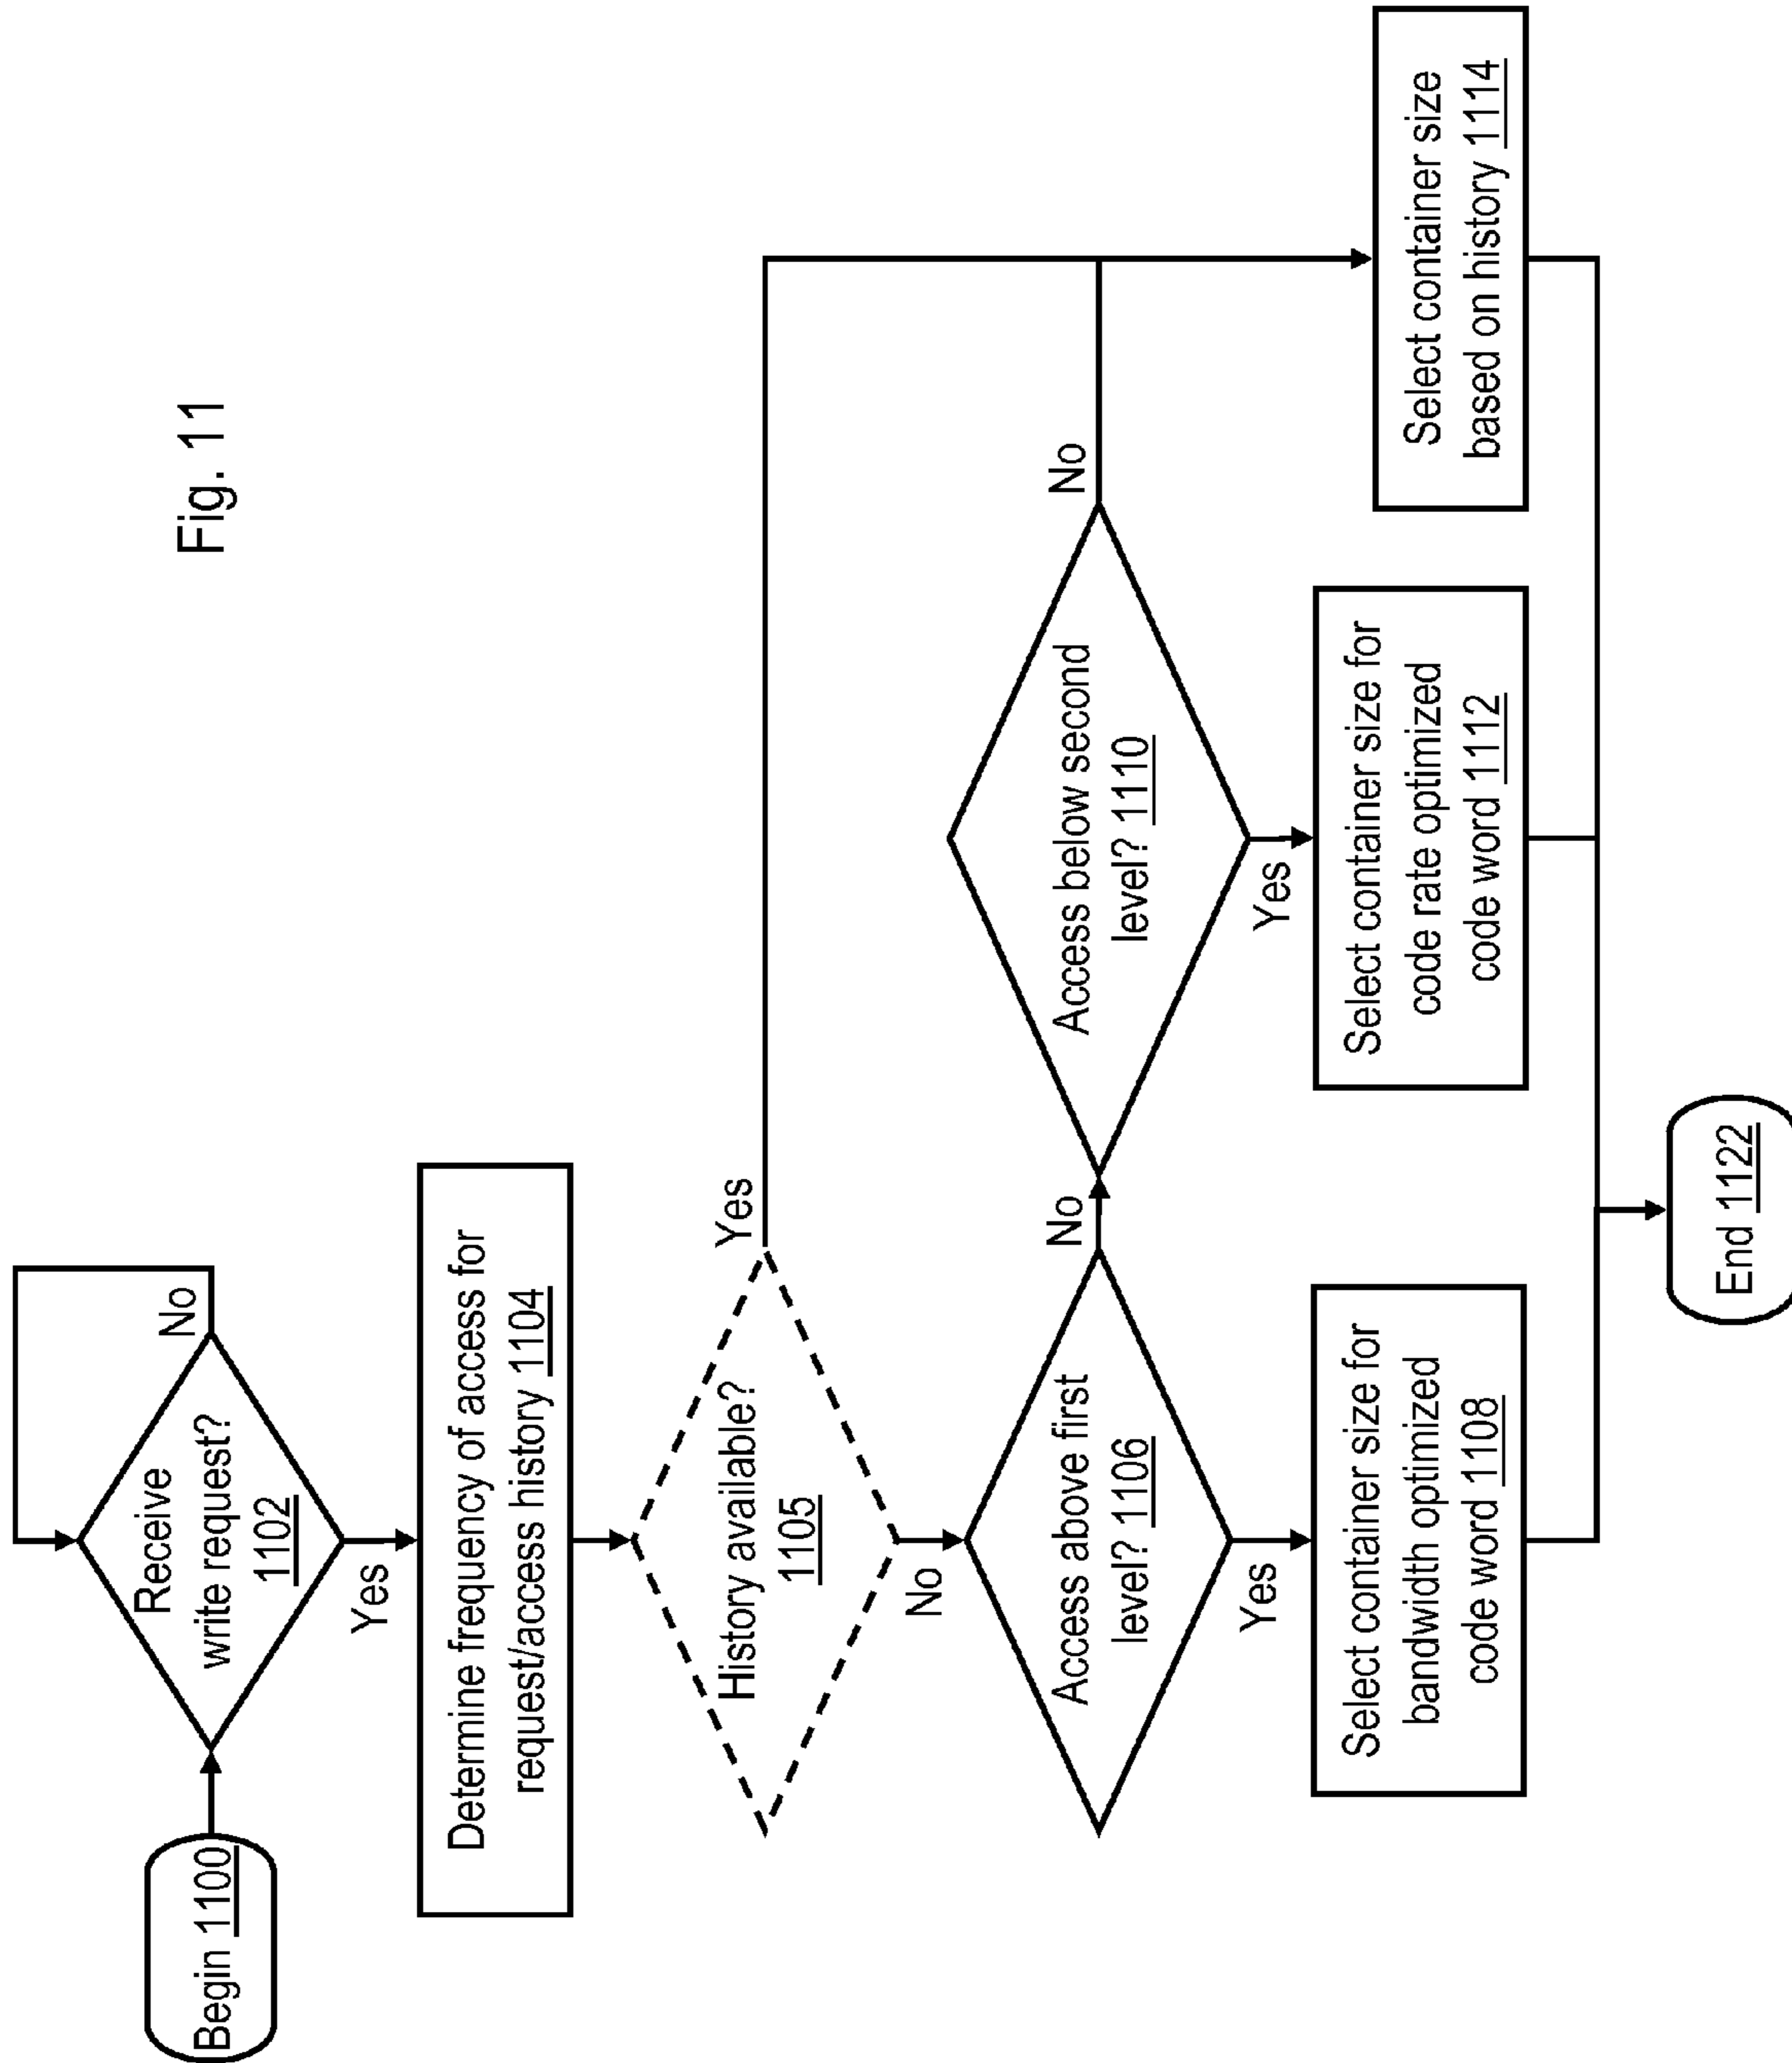 Fig. 11
Begin 1100
Receive
write request?
1102
No
Yes
Determine frequency of access for
request/access history 1104
History available?
1105
Yes
No
Access above first
level? 1106
No
Yes
Access below second
level? 1110
No
Yes
Select container size for
bandwidth optimized
code word 1108
Select container size for
code rate optimized
code word 1112
Select container size
based on history 1114
End 1122